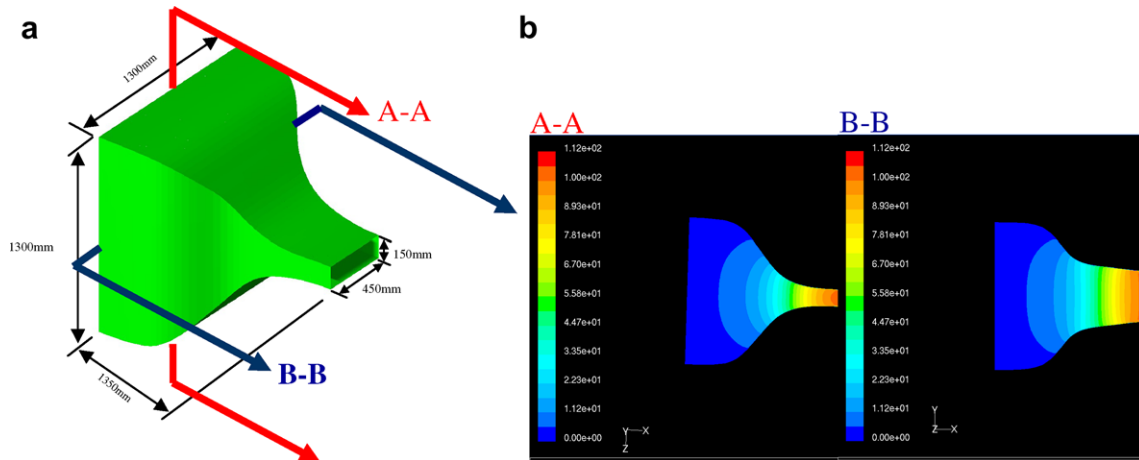 a
1300mm
A-A
1300mm
150mm
450mm
B-B
1350mm
b
A-A
1.12e+02
1.00e+02
8.93e+01
7.81e+01
6.70e+01
5.58e+01
4.47e+01
3.35e+01
2.23e+01
1.12e+01
0.00e+00
Y X
Z
B-B
1.12e+02
1.00e+02
8.93e+01
7.81e+01
6.70e+01
5.58e+01
4.47e+01
3.35e+01
2.23e+01
1.12e+01
0.00e+00
Y
Z X